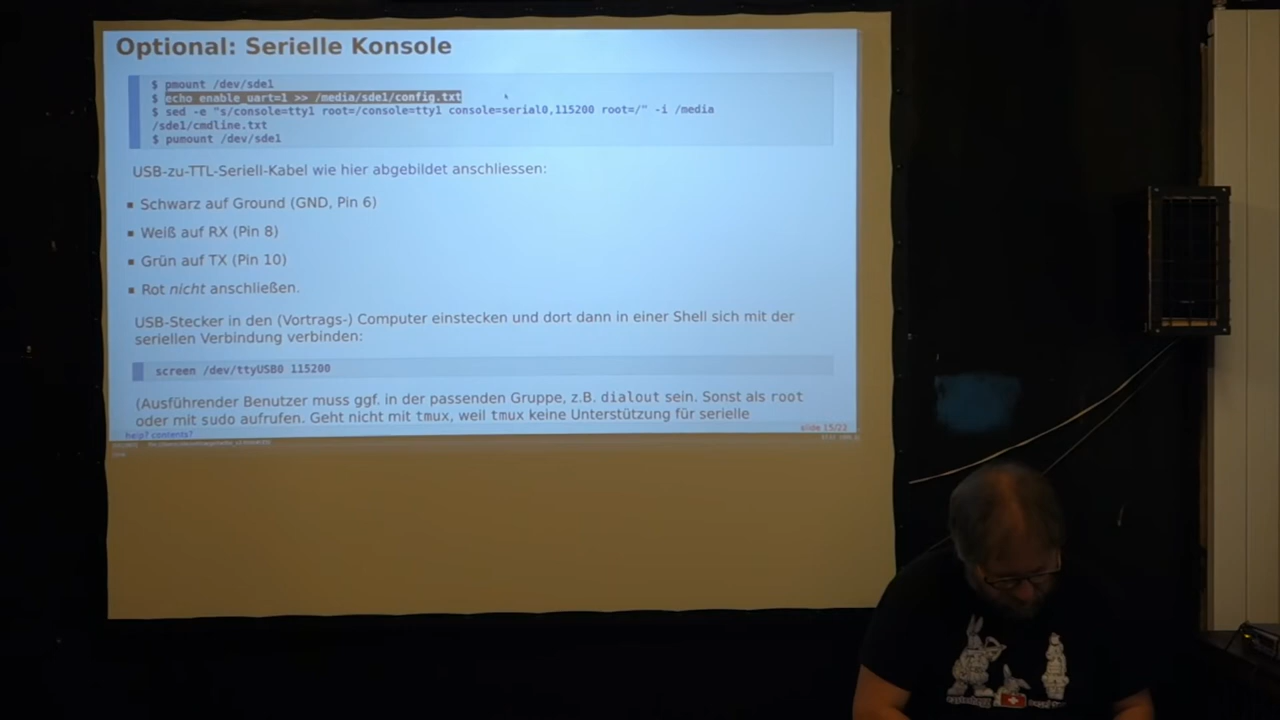 Optional: Serielle Konsole
$ pmount /dev/sde1
$ echo enable_uart=1 >> /media/sde1/config.txt
$ sed -e "s/console=tty1 root=/console=tty1 console=serial0,115200 root=/" -i /media
/sde1/cmdline.txt
$ pumount /dev/sde1
USB-zu-TTL-Seriell-Kabel wie hier abgebildet anschliessen:
▪ Schwarz auf Ground (GND, Pin 6)
▪ Weiß auf RX (Pin 8)
▪ Grün auf TX (Pin 10)
▪ Rot nicht anschließen.
USB-Stecker in den (Vortrags-) Computer einstecken und dort dann in einer Shell sich mit der
seriellen Verbindung verbinden:
screen /dev/ttyUSB0 115200
(Ausführender Benutzer muss ggf. in der passenden Gruppe, z.B. dialout sein. Sonst als root
oder mit sudo aufrufen. Geht nicht mit tmux, weil tmux keine Unterstützung für serielle
help? contents?
slide 15/22